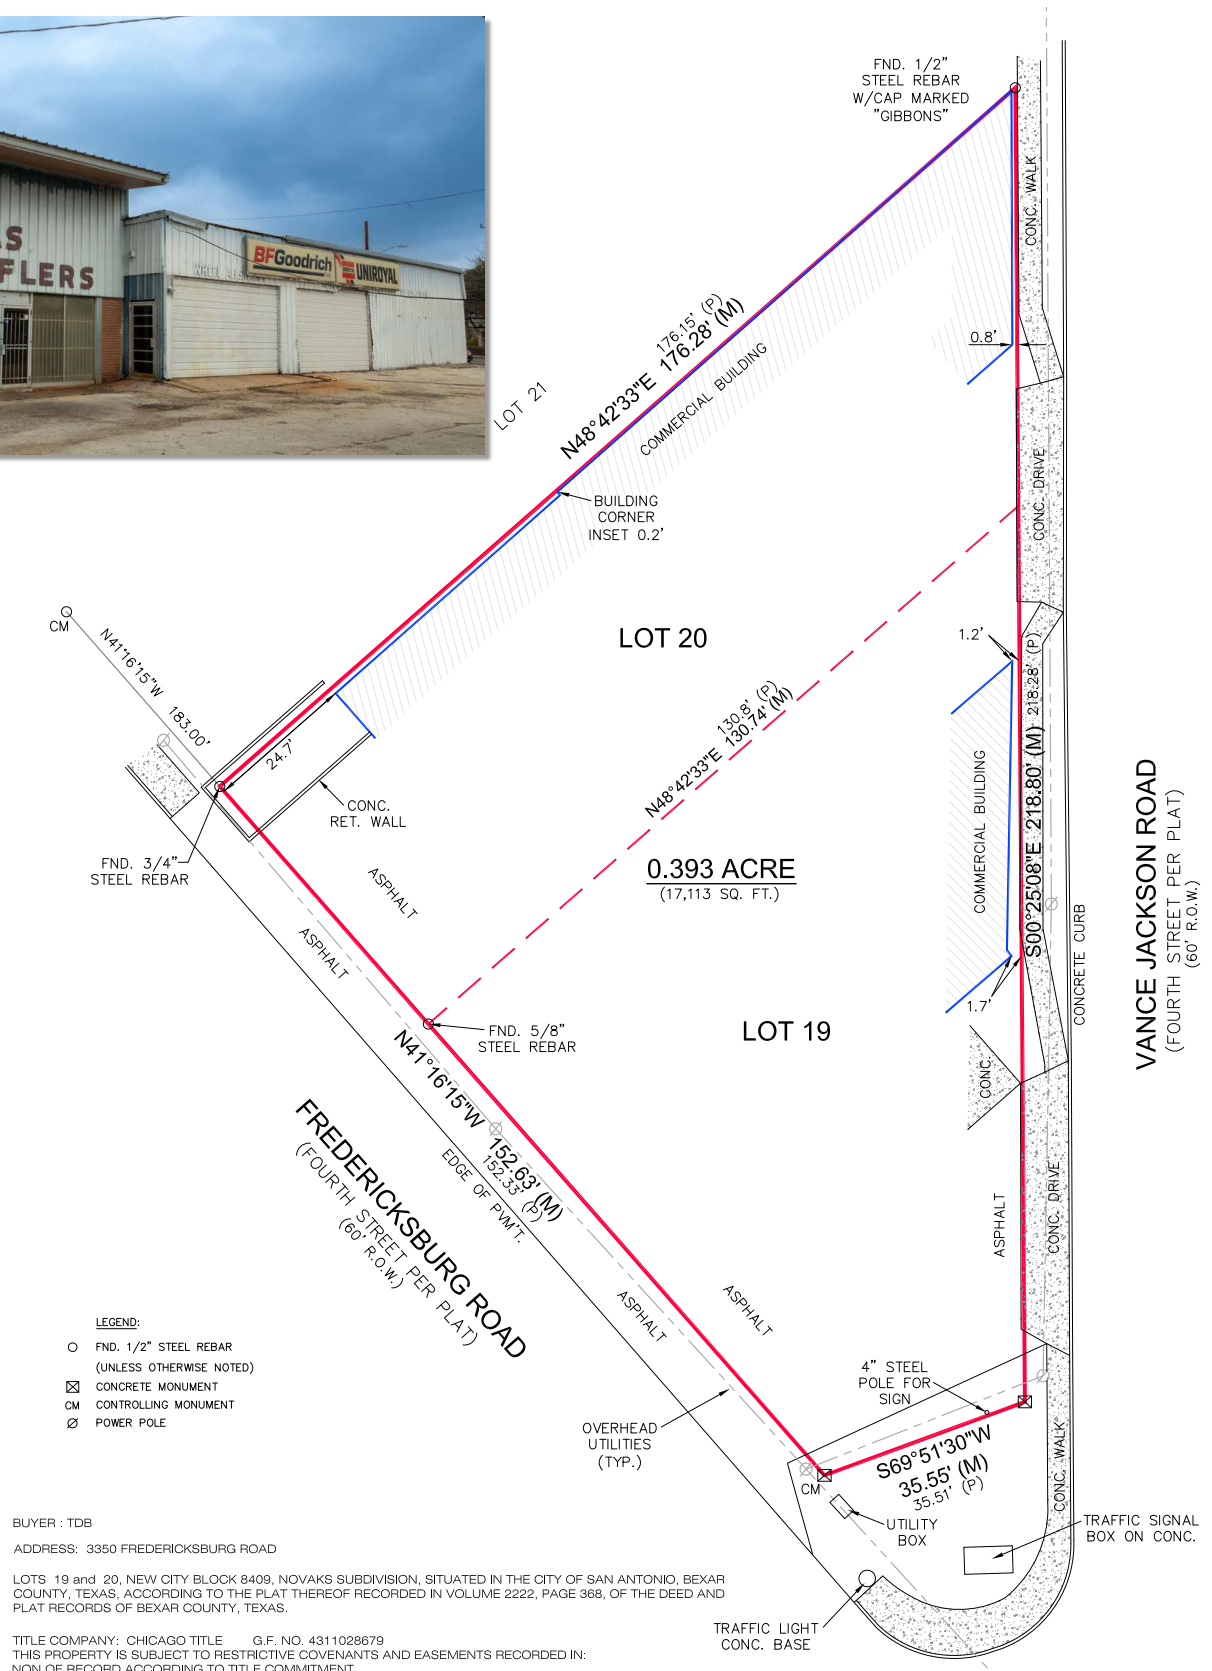 FND. 1/2"
STEEL REBAR
W/CAP MARKED
"GIBBONS"
S
FLERS
WHEEL
BFGoodrich
UNIROYAL
CONC. WALK
0.8'
176.15' (P)
N48°42'33"E 176.28' (M)
COMMERCIAL BUILDING
LOT 21
CONC. DRIVE
BUILDING
CORNER
INSET 0.2'
CM
N41°16'15"W 183.00'
LOT 20
1.2'
130.8' (P)
N48°42'33"E 130.74' (M)
24.7'
CONC.
RET. WALL
FND. 3/4"
STEEL REBAR
ASPHALT
ASPHALT
0.393 ACRE
(17,113 SQ. FT.)
COMMERCIAL BUILDING
S00°25'08"E 218.80' (M) 218.28' (P)
CONCRETE CURB
VANCE JACKSON ROAD
(FOURTH STREET PER PLAT)
(60' R.O.W.)
1.7'
FND. 5/8"
STEEL REBAR
LOT 19
CONC.
N41°16'15"W 152.63' (M)
152.33' (P)
EDGE OF PVM'T.
FREDERICKSBURG ROAD
(FOURTH STREET PER PLAT)
(60' R.O.W.)
ASPHALT
CONC. DRIVE
ASPHALT
ASPHALT
LEGEND:
FND. 1/2" STEEL REBAR
(UNLESS OTHERWISE NOTED)
CONCRETE MONUMENT
CM CONTROLLING MONUMENT
POWER POLE
4" STEEL
POLE FOR
SIGN
OVERHEAD
UTILITIES
(TYP.)
S69°51'30"W
35.55' (M)
35.51' (P)
CM
CONC. WALK
UTILITY
BOX
TRAFFIC SIGNAL
BOX ON CONC.
TRAFFIC LIGHT
CONC. BASE
BUYER : TDB
ADDRESS: 3350 FREDERICKSBURG ROAD
LOTS 19 and 20, NEW CITY BLOCK 8409, NOVAKS SUBDIVISION, SITUATED IN THE CITY OF SAN ANTONIO, BEXAR
COUNTY, TEXAS, ACCORDING TO THE PLAT THEREOF RECORDED IN VOLUME 2222, PAGE 368, OF THE DEED AND
PLAT RECORDS OF BEXAR COUNTY, TEXAS.
TITLE COMPANY: CHICAGO TITLE G.F. NO. 4311028679
THIS PROPERTY IS SUBJECT TO RESTRICTIVE COVENANTS AND EASEMENTS RECORDED IN:
NON OF RECORD ACCORDING TO TITLE COMMITMENT